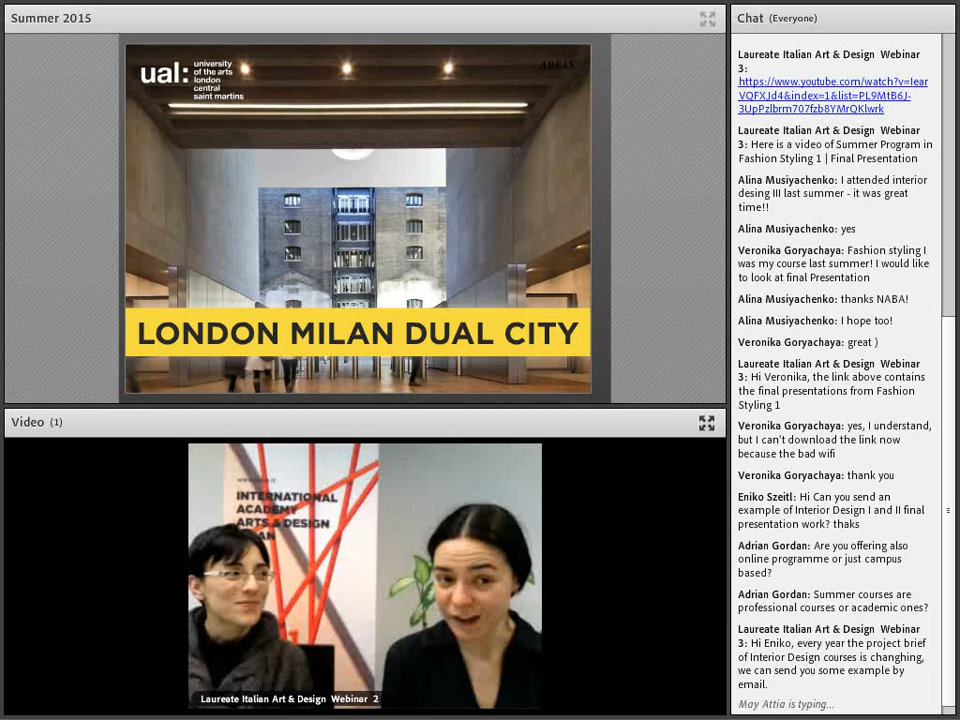 Summer 2015
ual: university
of the arts
london
central
saint martins
AREAS
LONDON MILAN DUAL CITY
Video (1)
INTERNATIONAL
ACADEMY
ARTS & DESIGN
Laureate Italian Art & Design Webinar 2
Chat (Everyone)
Laureate Italian Art & Design Webinar
3:
https://www.youtube.com/watch?v=Iear
VQFXJd4&index=1&list=PL9MtB6J-
3UpPzlbrm707fzb8YMrQKlwrk
Laureate Italian Art & Design Webinar
3: Here is a video of Summer Program in
Fashion Styling 1 | Final Presentation
Alina Musiyachenko: I attended interior
desing III last summer - it was great
time!!
Alina Musiyachenko: yes
Veronika Goryachaya: Fashion styling I
was my course last summer! I would like
to look at final Presentation
Alina Musiyachenko: thanks NABA!
Alina Musiyachenko: I hope too!
Veronika Goryachaya: great )
Laureate Italian Art & Design Webinar
3: Hi Veronika, the link above contains
the final presentations from Fashion
Styling 1
Veronika Goryachaya: yes, I understand,
but I can't download the link now
because the bad wifi
Veronika Goryachaya: thank you
Eniko Szeitl: Hi Can you send an
example of Interior Design I and II final
presentation work? thaks
Adrian Gordan: Are you offering also
online programme or just campus
based?
Adrian Gordan: Summer courses are
professional courses or academic ones?
Laureate Italian Art & Design Webinar
3: Hi Eniko, every year the project brief
of Interior Design courses is changhing,
we can send you some example by
email.
May Attia is typing...